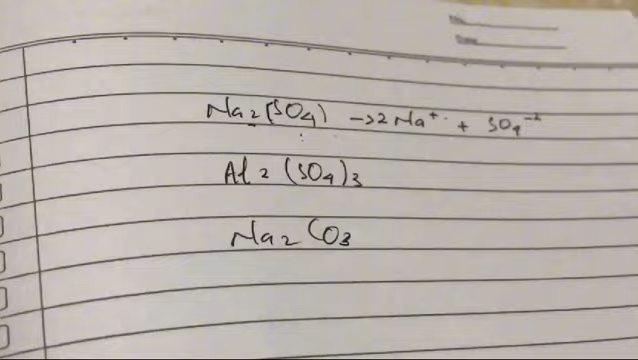 Na2(SO4) → 2Na+ + SO4-2
Al2(SO4)3
Na2CO3